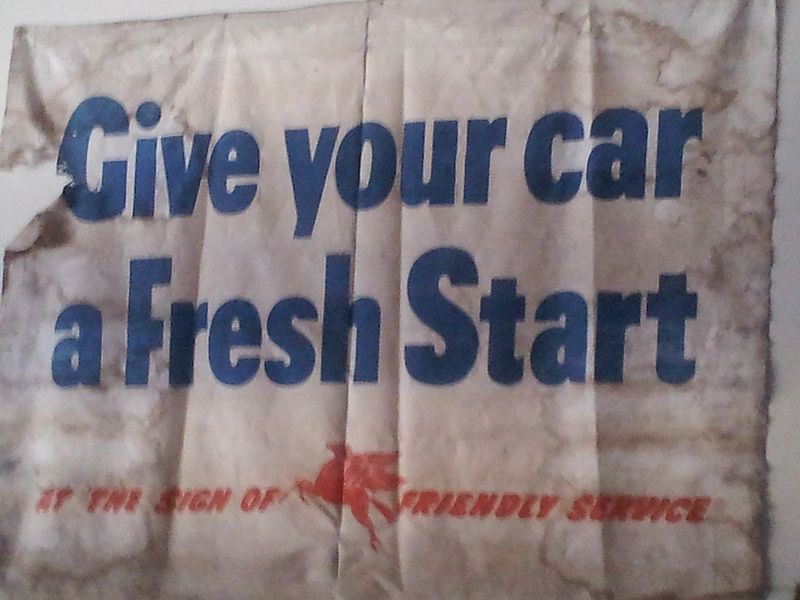 Give your car
a Fresh Start
AT THE SIGN OF FRIENDLY SERVICE